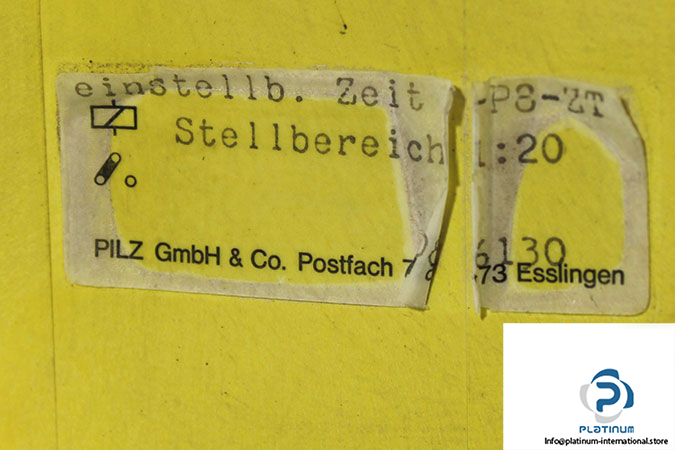 einstellb. Zeit -P8-ZT
Stellbereich 1:20
6130
PILZ GmbH & Co. Postfach 7 73 Esslingen
PLATINUM
Info@platinum-international.store